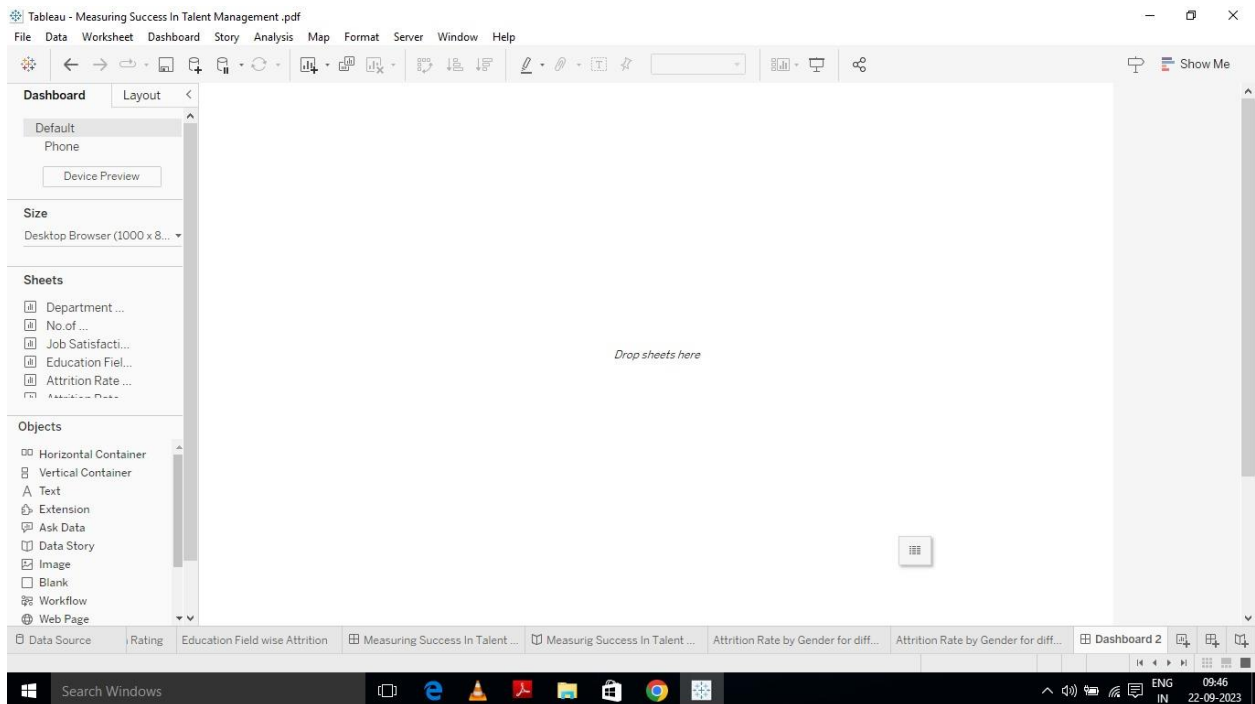 Tableau - Measuring Success In Talent Management .pdf
File Data Worksheet Dashboard Story Analysis Map Format Server Window Help
Show Me
Dashboard Layout
Default
Phone
Device Preview
Size
Desktop Browser (1000 x 8...
Sheets
Department ...
No.of ...
Job Satisfacti...
Education Fiel...
Attrition Rate ...
Drop sheets here
Objects
Horizontal Container
Vertical Container
A Text
Extension
Ask Data
Data Story
Image
Blank
Workflow
Web Page
Data Source Rating Education Field wise Attrition Measuring Success In Talent ... Measurig Success In Talent ... Attrition Rate by Gender for diff... Attrition Rate by Gender for diff... Dashboard 2
Search Windows
ENG
IN
09:46
22-09-2023